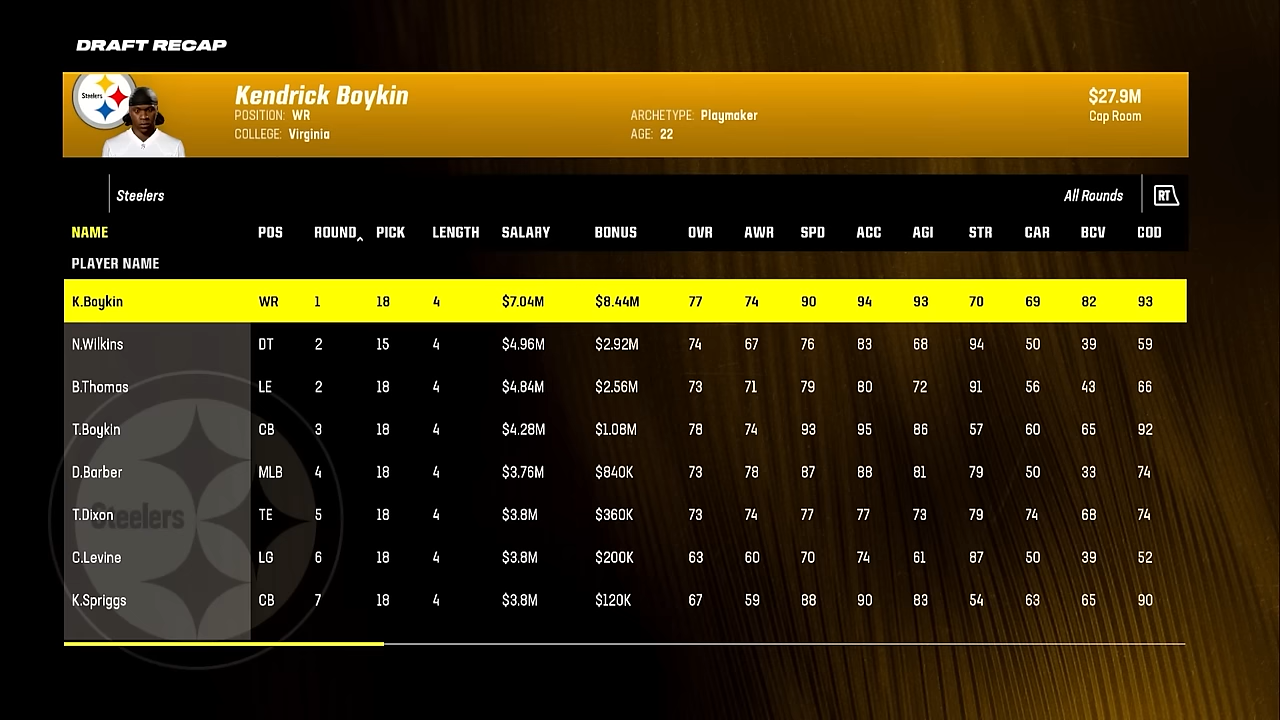 DRAFT RECAP
Steelers
Kendrick Boykin
POSITION: WR
COLLEGE: Virginia
ARCHETYPE: Playmaker
AGE: 22
$27.9M
Cap Room
Steelers All Rounds RT
NAME POS ROUND PICK LENGTH SALARY BONUS OVR AWR SPD ACC AGI STR CAR BCV COD
PLAYER NAME
K.Boykin WR 1 18 4 $7.04M $8.44M 77 74 90 94 93 70 69 82 93
N.Wilkins DT 2 15 4 $4.96M $2.92M 74 67 76 83 68 94 50 39 59
B.Thomas LE 2 18 4 $4.84M $2.56M 73 71 79 80 72 91 56 43 66
T.Boykin CB 3 18 4 $4.28M $1.08M 78 74 93 95 86 57 60 65 92
D.Barber MLB 4 18 4 $3.76M $840K 73 78 87 88 81 79 50 33 74
T.Dixon TE 5 18 4 $3.8M $360K 73 74 77 77 73 79 74 68 74
Steelers
C.Levine LG 6 18 4 $3.8M $200K 63 60 70 74 61 87 50 39 52
K.Spriggs CB 7 18 4 $3.8M $120K 67 59 88 90 83 54 63 65 90